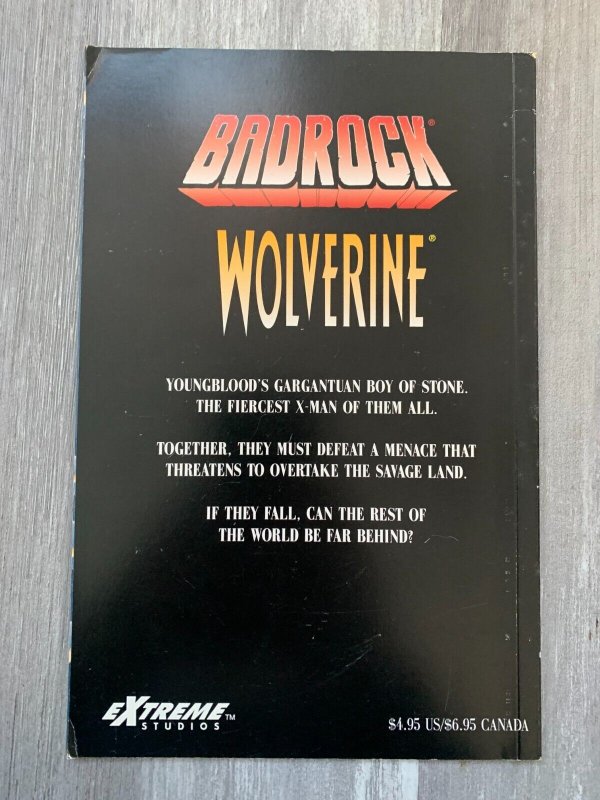 BADROCK®
WOLVERINE®
YOUNGBLOOD'S GARGANTUAN BOY OF STONE.
THE FIERCEST X-MAN OF THEM ALL.
TOGETHER, THEY MUST DEFEAT A MENACE THAT
THREATENS TO OVERTAKE THE SAVAGE LAND.
IF THEY FALL, CAN THE REST OF
THE WORLD BE FAR BEHIND?
EXTREME™
STUDIOS
$4.95 US/$6.95 CANADA